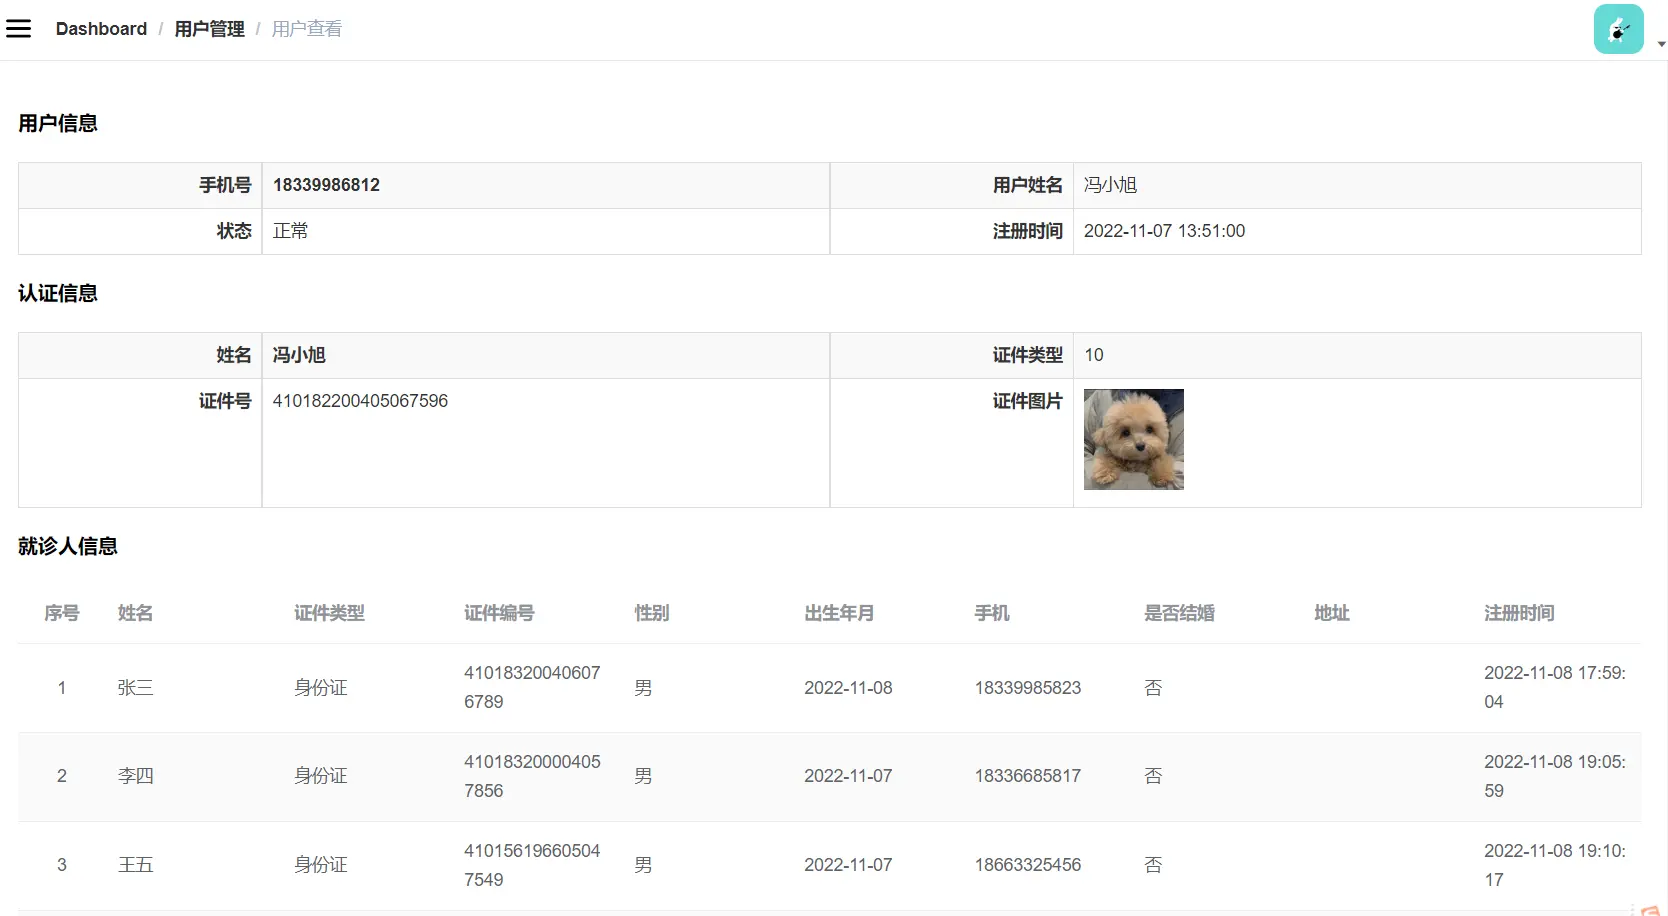 Dashboard / 用户管理 / 用户查看
用户信息
手机号 18339986812 用户姓名 冯小旭
状态 正常 注册时间 2022-11-07 13:51:00
认证信息
姓名 冯小旭 证件类型 10
证件号 410182200405067596 证件图片
就诊人信息
序号 姓名 证件类型 证件编号 性别 出生年月 手机 是否结婚 地址 注册时间
1 张三 身份证 41018320040607 男 2022-11-08 18339985823 否 2022-11-08 17:59:
6789 04
2 李四 身份证 41018320000405 男 2022-11-07 18336685817 否 2022-11-08 19:05:
7856 59
3 王五 身份证 41015619660504 男 2022-11-07 18663325456 否 2022-11-08 19:10:
7549 17